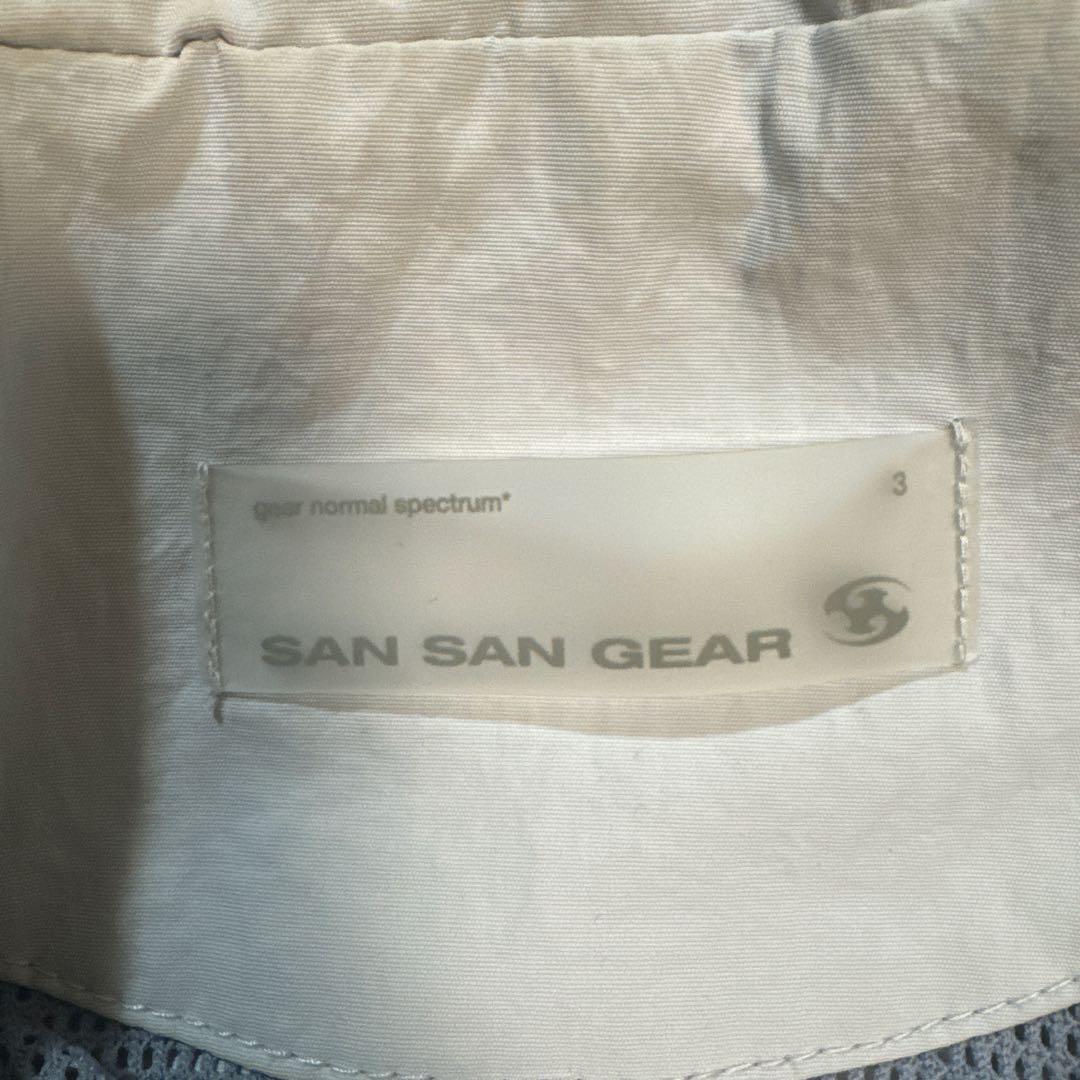 gear normal spectrum*
3
SAN SAN GEAR